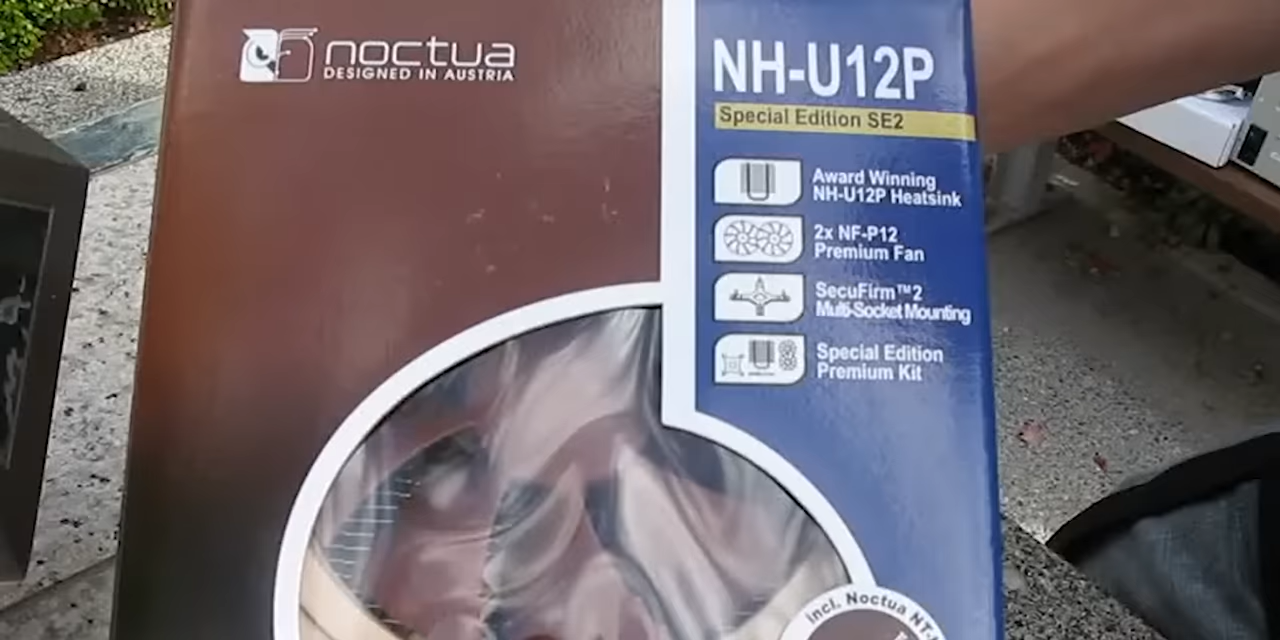 noctua
DESIGNED IN AUSTRIA
NH-U12P
Special Edition SE2
Award Winning
NH-U12P Heatsink
2x NF-P12
Premium Fan
SecuFirm™2
Multi-Socket Mounting
Special Edition
Premium Kit
incl. Noctua NT-